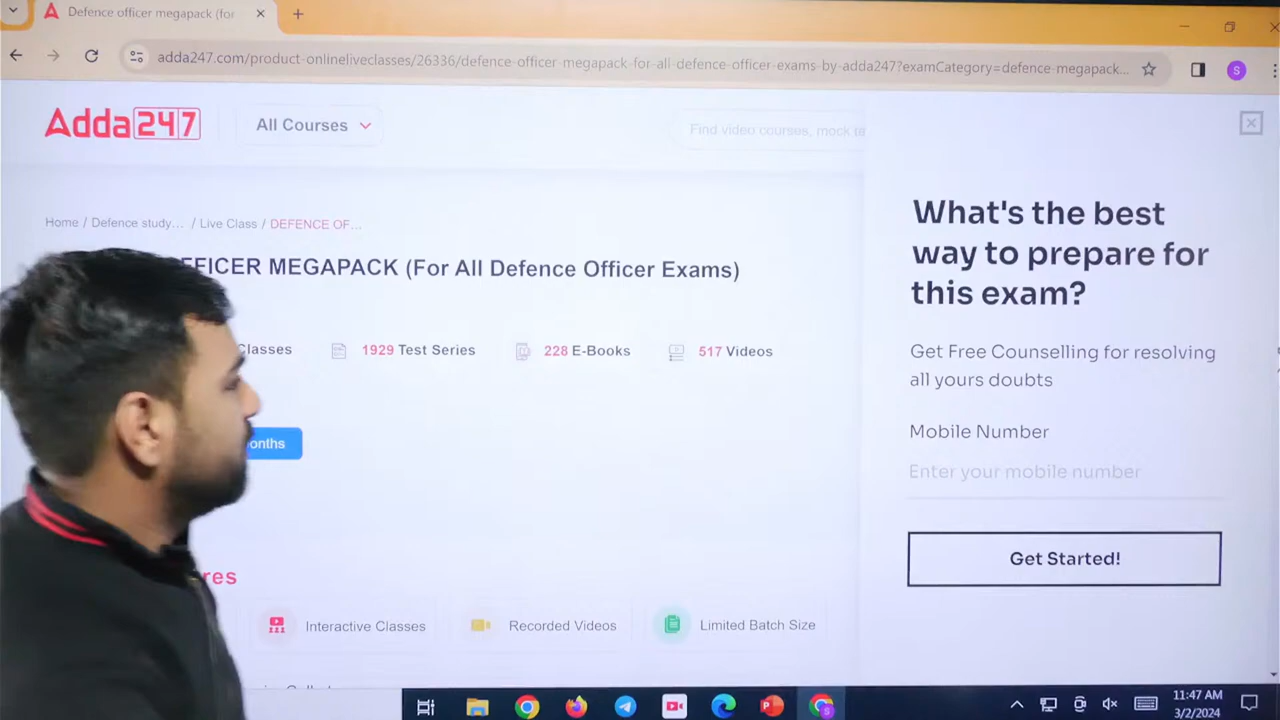 Defence officer megapack (for
adda247.com/product-onlineliveclasses/26336/defence-officer-megapack-for-all-defence-officer-exams-by-adda247?examCategory=defence-megapack...
S
Adda247
All Courses
Find video courses, mock te
Home / Defence study... / Live Class / DEFENCE OF...
FFICER MEGAPACK (For All Defence Officer Exams)
Classes
1929 Test Series
228 E-Books
517 Videos
onths
res
Interactive Classes
Recorded Videos
Limited Batch Size
What's the best
way to prepare for
this exam?
Get Free Counselling for resolving
all yours doubts
Mobile Number
Enter your mobile number
Get Started!
11:47 AM
3/2/2024